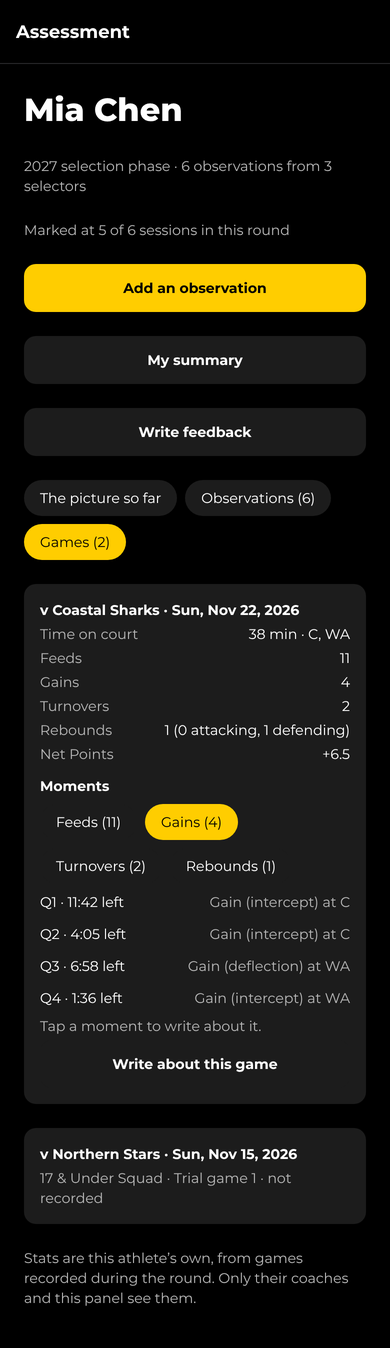 Assessment
Mia Chen
2027 selection phase · 6 observations from 3
selectors
Marked at 5 of 6 sessions in this round
Add an observation
My summary
Write feedback
The picture so far
Observations (6)
Games (2)
v Coastal Sharks · Sun, Nov 22, 2026
Time on court 38 min · C, WA
Feeds 11
Gains 4
Turnovers 2
Rebounds 1 (0 attacking, 1 defending)
Net Points +6.5
Moments
Feeds (11) Gains (4)
Turnovers (2) Rebounds (1)
Q1 · 11:42 left Gain (intercept) at C
Q2 · 4:05 left Gain (intercept) at C
Q3 · 6:58 left Gain (deflection) at WA
Q4 · 1:36 left Gain (intercept) at WA
Tap a moment to write about it.
Write about this game
v Northern Stars · Sun, Nov 15, 2026
17 & Under Squad · Trial game 1 · not
recorded
Stats are this athlete’s own, from games
recorded during the round. Only their coaches
and this panel see them.